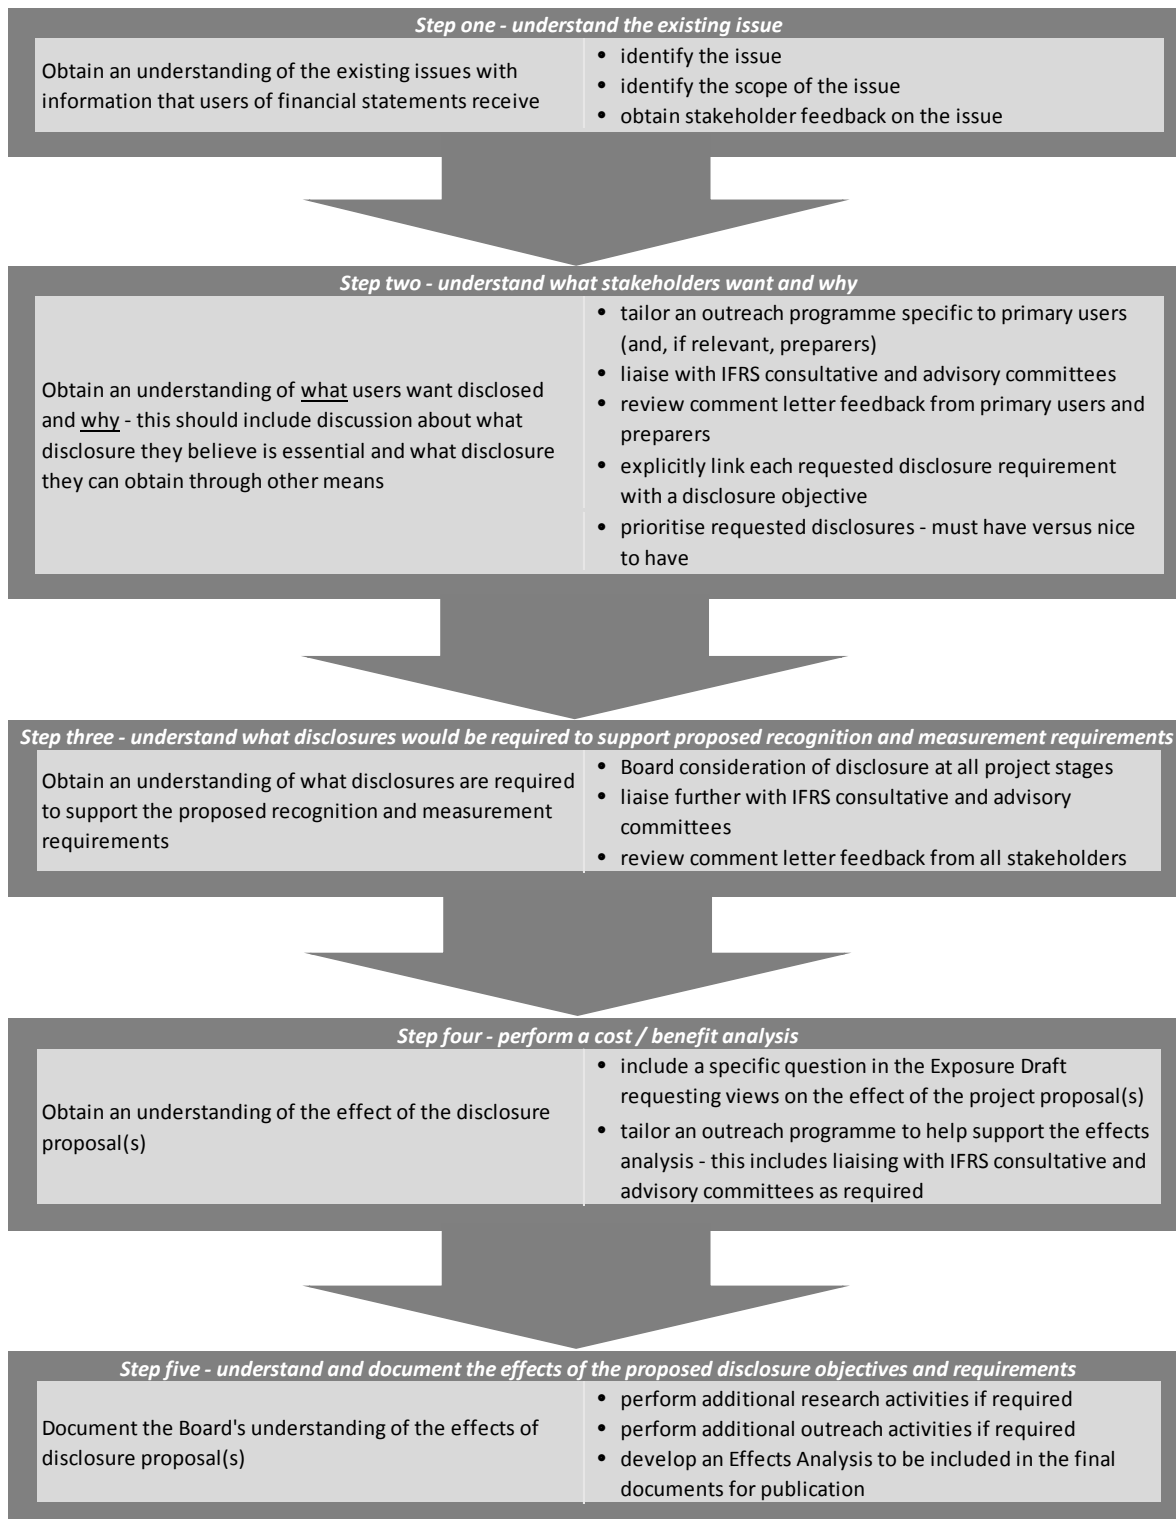 Step one - understand the existing issue
Obtain an understanding of the existing issues with
information that users of financial statements receive
• identify the issue
• identify the scope of the issue
• obtain stakeholder feedback on the issue
Step two - understand what stakeholders want and why
Obtain an understanding of what users want disclosed
and why - this should include discussion about what
disclosure they believe is essential and what disclosure
they can obtain through other means
• tailor an outreach programme specific to primary users
(and, if relevant, preparers)
• liaise with IFRS consultative and advisory committees
• review comment letter feedback from primary users and
preparers
• explicitly link each requested disclosure requirement
with a disclosure objective
• prioritise requested disclosures - must have versus nice
to have
Step three - understand what disclosures would be required to support proposed recognition and measurement requirements
Obtain an understanding of what disclosures are required
to support the proposed recognition and measurement
requirements
• Board consideration of disclosure at all project stages
• liaise further with IFRS consultative and advisory
committees
• review comment letter feedback from all stakeholders
Step four - perform a cost / benefit analysis
Obtain an understanding of the effect of the disclosure
proposal(s)
• include a specific question in the Exposure Draft
requesting views on the effect of the project proposal(s)
• tailor an outreach programme to help support the effects
analysis - this includes liaising with IFRS consultative and
advisory committees as required
Step five - understand and document the effects of the proposed disclosure objectives and requirements
Document the Board's understanding of the effects of
disclosure proposal(s)
• perform additional research activities if required
• perform additional outreach activities if required
• develop an Effects Analysis to be included in the final
documents for publication